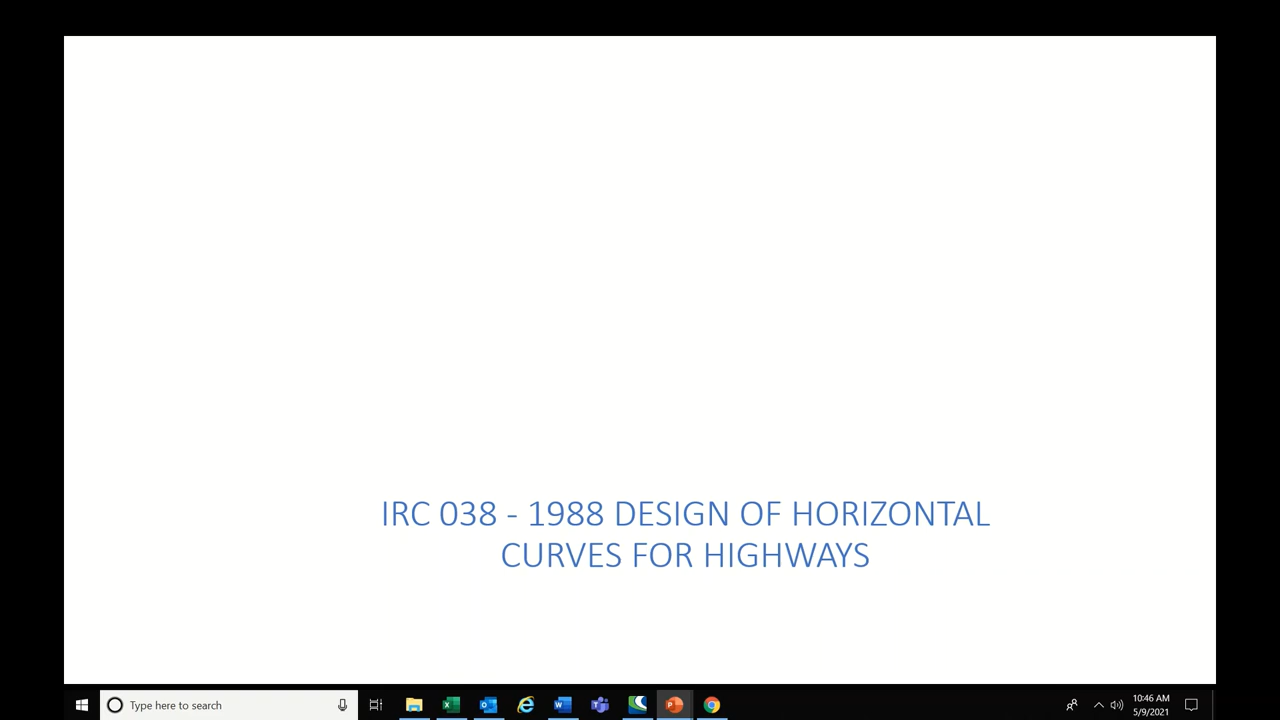 IRC 038 - 1988 DESIGN OF HORIZONTAL
CURVES FOR HIGHWAYS
Type here to search
10:46 AM
5/9/2021